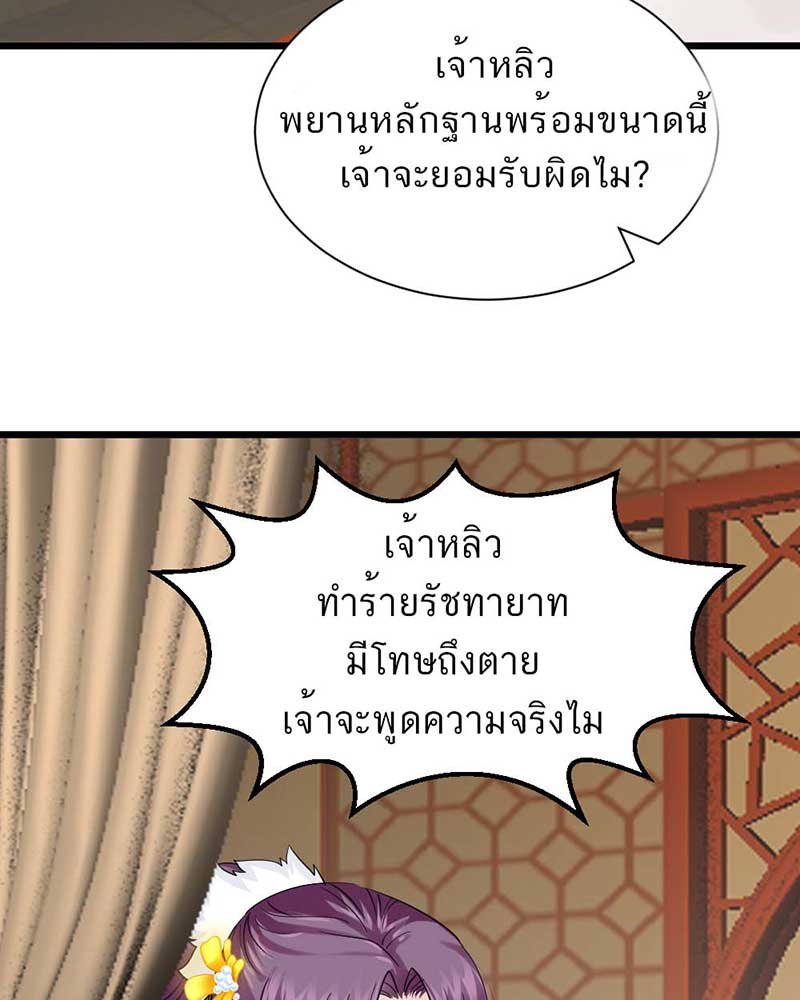 เจ้าหลิว
พยานหลักฐานพร้อมขนาดนี้
เจ้าจะยอมรับผิดไม?
เจ้าหลิว
ทำร้ายรัชทายาท
มีโทษถึงตาย
เจ้าจะพูดความจริงไม